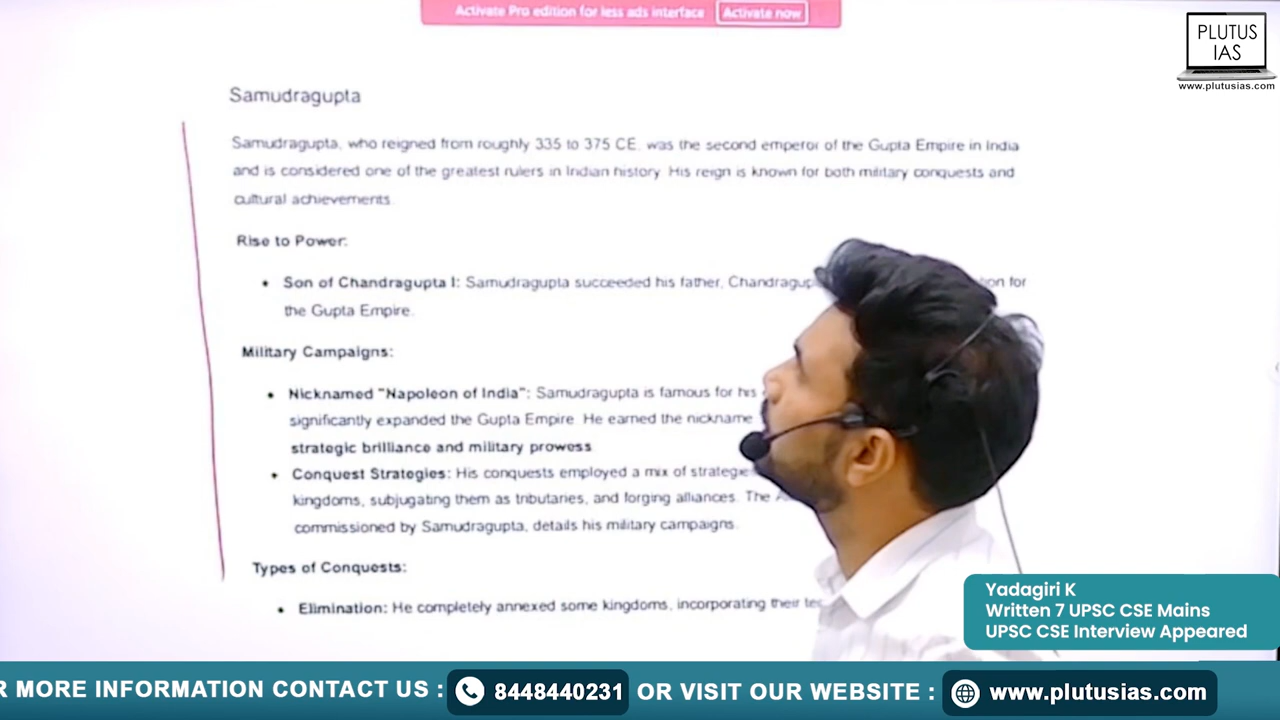 Activate Pro edition for less ads interface Activate now
PLUTUS
IAS
www.plutusias.com
Samudragupta
Samudragupta, who reigned from roughly 335 to 375 CE, was the second emperor of the Gupta Empire in India
and is considered one of the greatest rulers in Indian history. His reign is known for both military conquests and
cultural achievements.
Rise to Power:
• Son of Chandragupta I: Samudragupta succeeded his father, Chandragup on for
the Gupta Empire.
Military Campaigns:
• Nicknamed "Napoleon of India": Samudragupta is famous for his
significantly expanded the Gupta Empire. He earned the nickname
strategic brilliance and military prowess.
• Conquest Strategies: His conquests employed a mix of strategie
kingdoms, subjugating them as tributaries, and forging alliances. The A
commissioned by Samudragupta, details his military campaigns.
Types of Conquests:
• Elimination: He completely annexed some kingdoms, incorporating their
Yadagiri K
Written 7 UPSC CSE Mains
UPSC CSE Interview Appeared
R MORE INFORMATION CONTACT US : 8448440231 OR VISIT OUR WEBSITE : www.plutusias.com